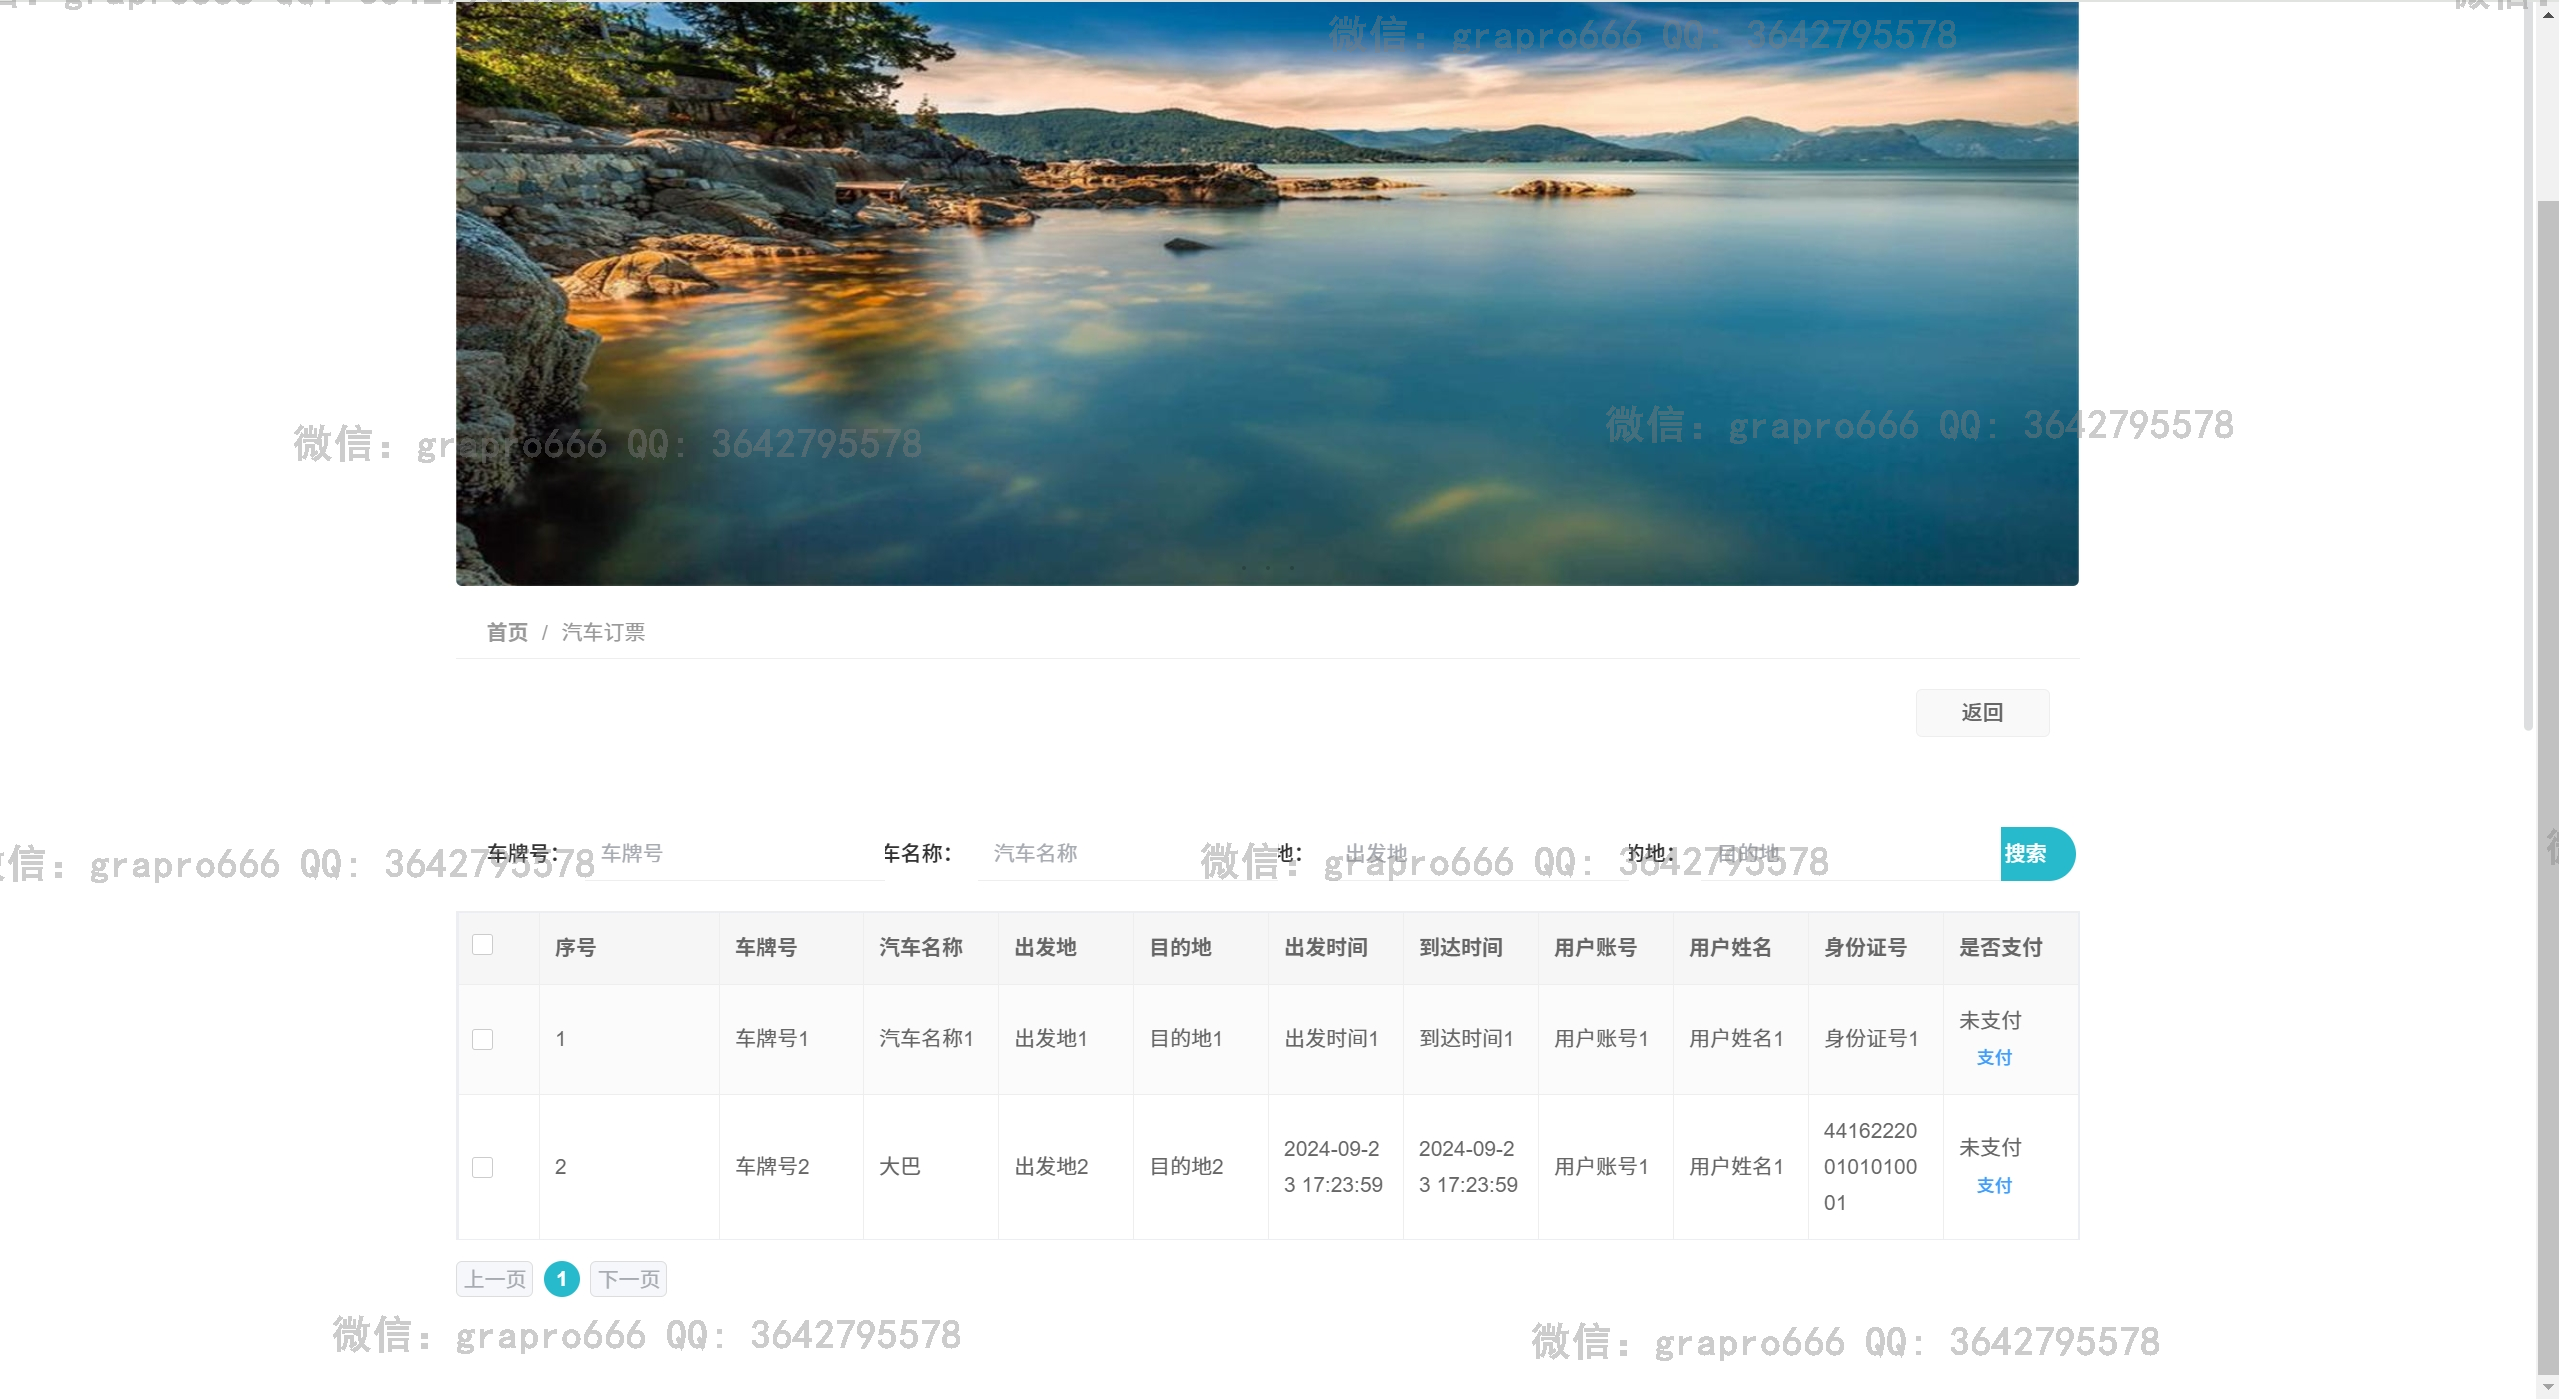 微信: grapro666 QQ: 3642795578
微信: grapro666 QQ: 3642795578
微信: grapro666 QQ: 3642795578
首页 / 汽车订票
返回
车牌号: 车牌号 车名称: 汽车名称 地: 出发地 的地: 目的地 搜索
信: grapro666 QQ: 3642795578 微信: grapro666 QQ: 3642795578
序号 车牌号 汽车名称 出发地 目的地 出发时间 到达时间 用户账号 用户姓名 身份证号 是否支付
1 车牌号1 汽车名称1 出发地1 目的地1 出发时间1 到达时间1 用户账号1 用户姓名1 身份证号1 未支付
支付
2 车牌号2 大巴 出发地2 目的地2 2024-09-2 2024-09-2 用户账号1 用户姓名1 44162220 未支付
3 17:23:59 3 17:23:59 01010100 支付
01
上一页 1 下一页
微信: grapro666 QQ: 3642795578 微信: grapro666 QQ: 3642795578